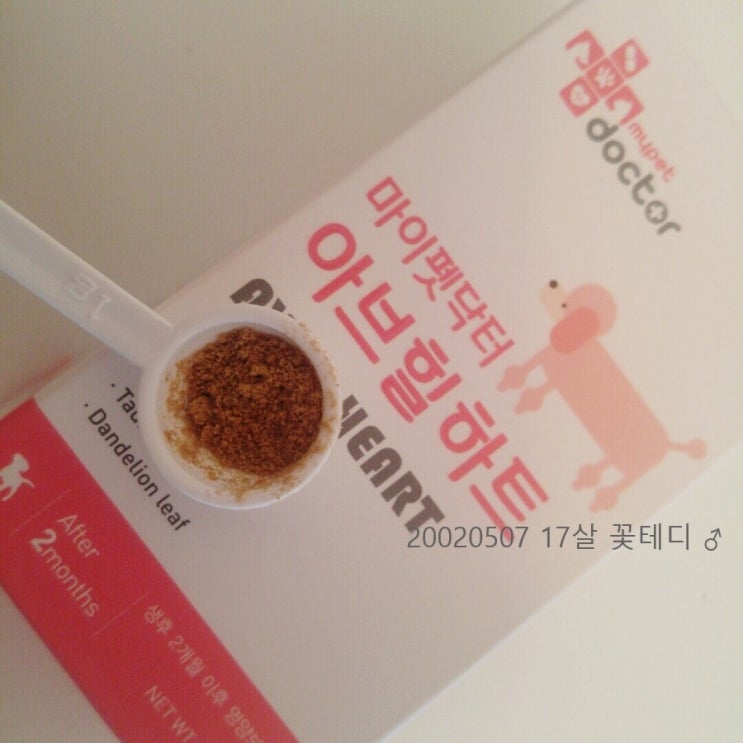 mypet
doctor
마이펫닥터
아브힐 하트
HEART
· Dandelion leaf
After
2months
생후 2개월 이후
NET WT
20020507 17살 꽃테디 ♂